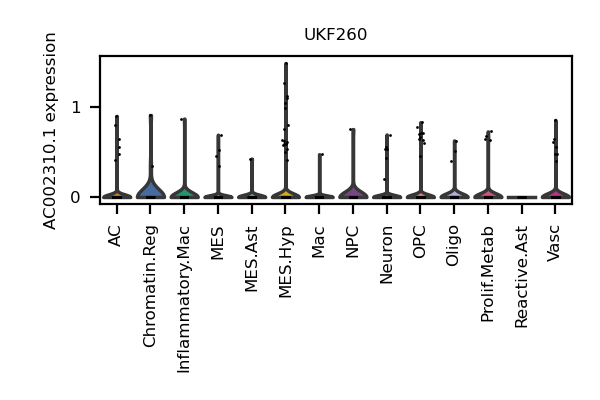 UKF260
AC002310.1 expression
1
0
AC
Chromatin.Reg
Inflammatory.Mac
MES
MES.Ast
MES.Hyp
Mac
NPC
Neuron
OPC
Oligo
Prolif.Metab
Reactive.Ast
Vasc